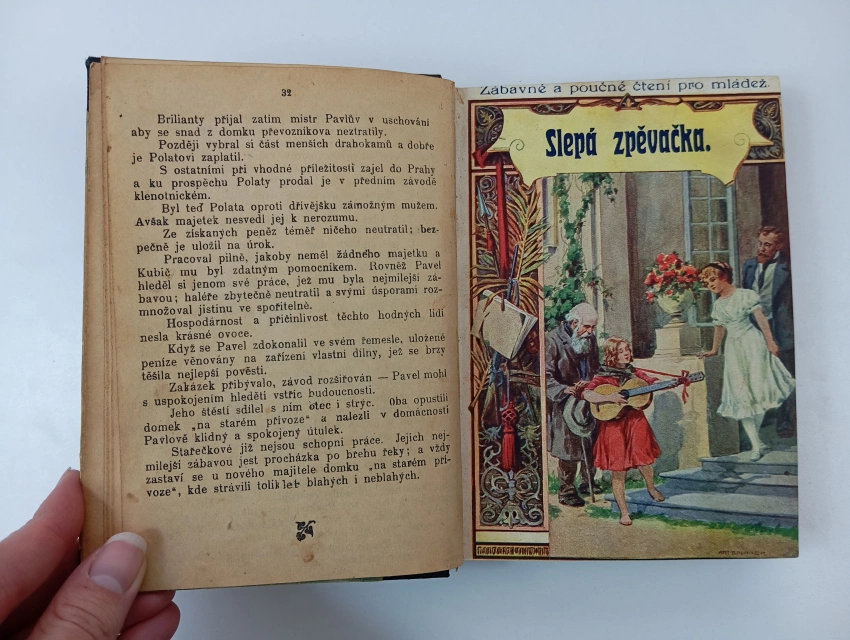 32
Brilianty přijal zatím mistr Pavlův v uschování
aby se snad z domku převozníkova neztratily.
Později vybral si část menších drahokamů a dobře
je Polatovi zaplatil.
S ostatními při vhodné příležitosti zajel do Prahy
a ku prospěchu Polaty prodal je v předním závodě
klenotnickém.
Byl teď Polata oproti dřívějšku zámožným mužem.
Avšak majetek nesvedl jej k nerozumu.
Ze získaných peněz téměř ničeho neutratil; bez-
pečně je uložil na úrok.
Pracoval pilně, jakoby neměl žádného majetku a
Kubič mu byl zdatným pomocníkem. Rovněž Pavel
hleděl si jenom své práce, jež mu byla nejmilejší zá-
bavou; haléře zbytečně neutratil a svými úsporami roz-
množoval jistinu ve spořitelně.
Hospodárnost a přičinlivost těchto hodných lidí
nesla krásné ovoce.
Když se Pavel zdokonalil ve svém řemesle, uložené
peníze věnovány na zařízení vlastní dílny, jež se brzy
těšila nejlepší pověsti.
Zakázek přibývalo, závod rozšiřován — Pavel mohl
s uspokojením hleděti vstříc budoucnosti.
Jeho štěstí sdílel s ním otec i strýc. Oba opustili
domek „na starém přívoze“ a nalezli v domácnosti
Pavlově klidný a spokojený útulek.
Stařečkové již nejsou schopni práce. Jejich nej-
milejší zábavou jest procházka po břehu řeky; a vždy
zastaví se u nového majitele domku „na starém pří-
voze“, kde strávili tolik let blahých i neblahých.
Zábavné a poučné čtení pro mládež.
Slepá zpěvačka.